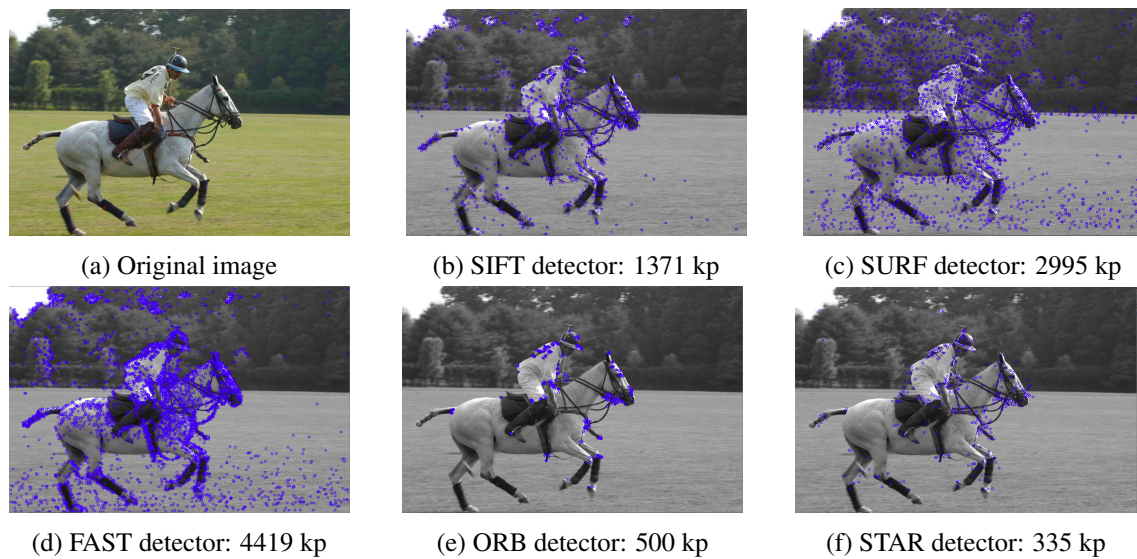 (a) Original image
(b) SIFT detector: 1371 kp
(c) SURF detector: 2995 kp
(d) FAST detector: 4419 kp
(e) ORB detector: 500 kp
(f) STAR detector: 335 kp